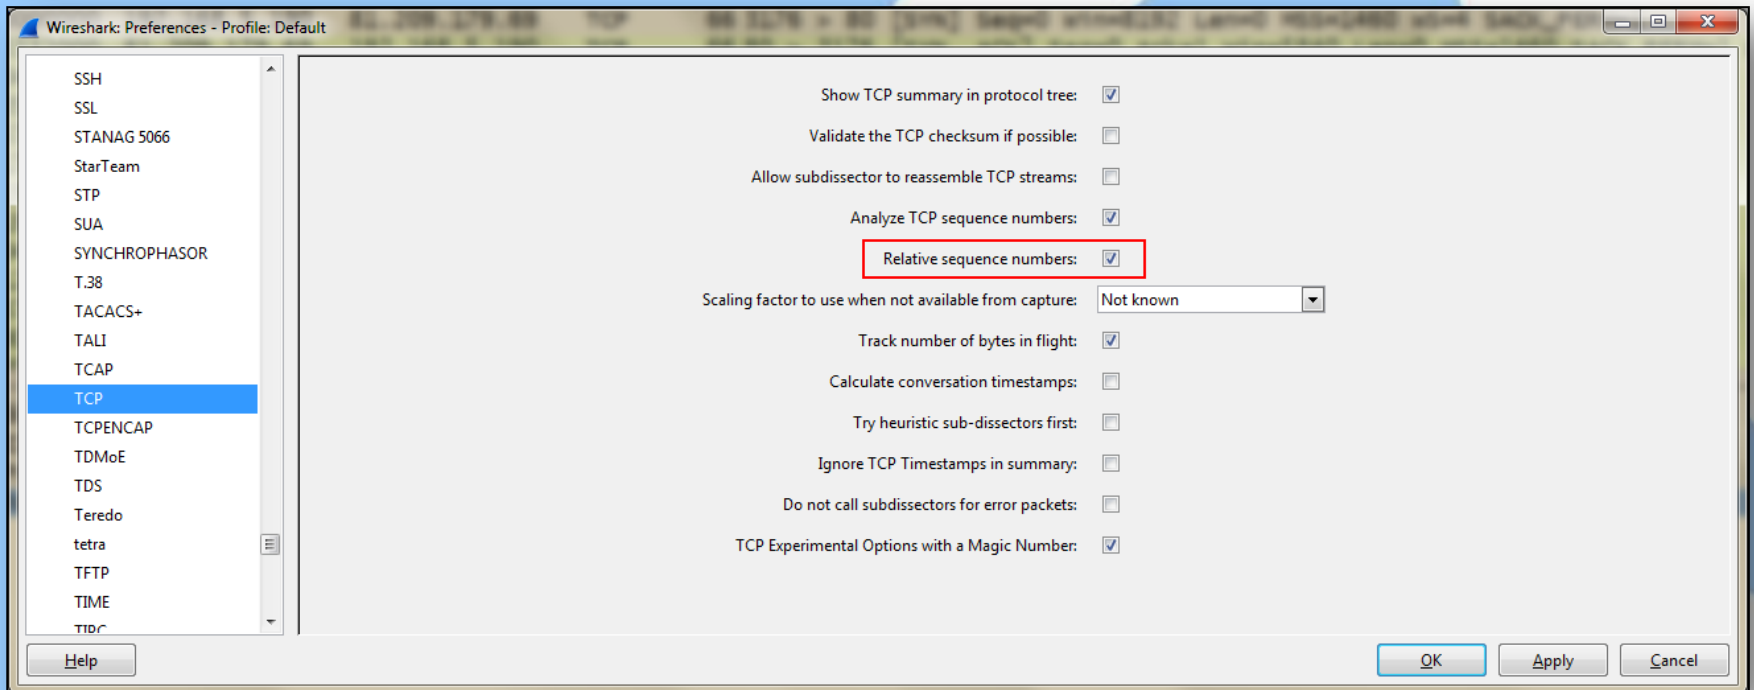 Wireshark: Preferences - Profile: Default
SSH
SSL
STANAG 5066
StarTeam
STP
SUA
SYNCHROPHASOR
T.38
TACACS+
TALI
TCAP
TCP
TCPENCAP
TDMoE
TDS
Teredo
tetra
TFTP
TIME
TIPC
Show TCP summary in protocol tree:
Validate the TCP checksum if possible:
Allow subdissector to reassemble TCP streams:
Analyze TCP sequence numbers:
Relative sequence numbers:
Scaling factor to use when not available from capture: Not known
Track number of bytes in flight:
Calculate conversation timestamps:
Try heuristic sub-dissectors first:
Ignore TCP Timestamps in summary:
Do not call subdissectors for error packets:
TCP Experimental Options with a Magic Number:
Help
OK Apply Cancel